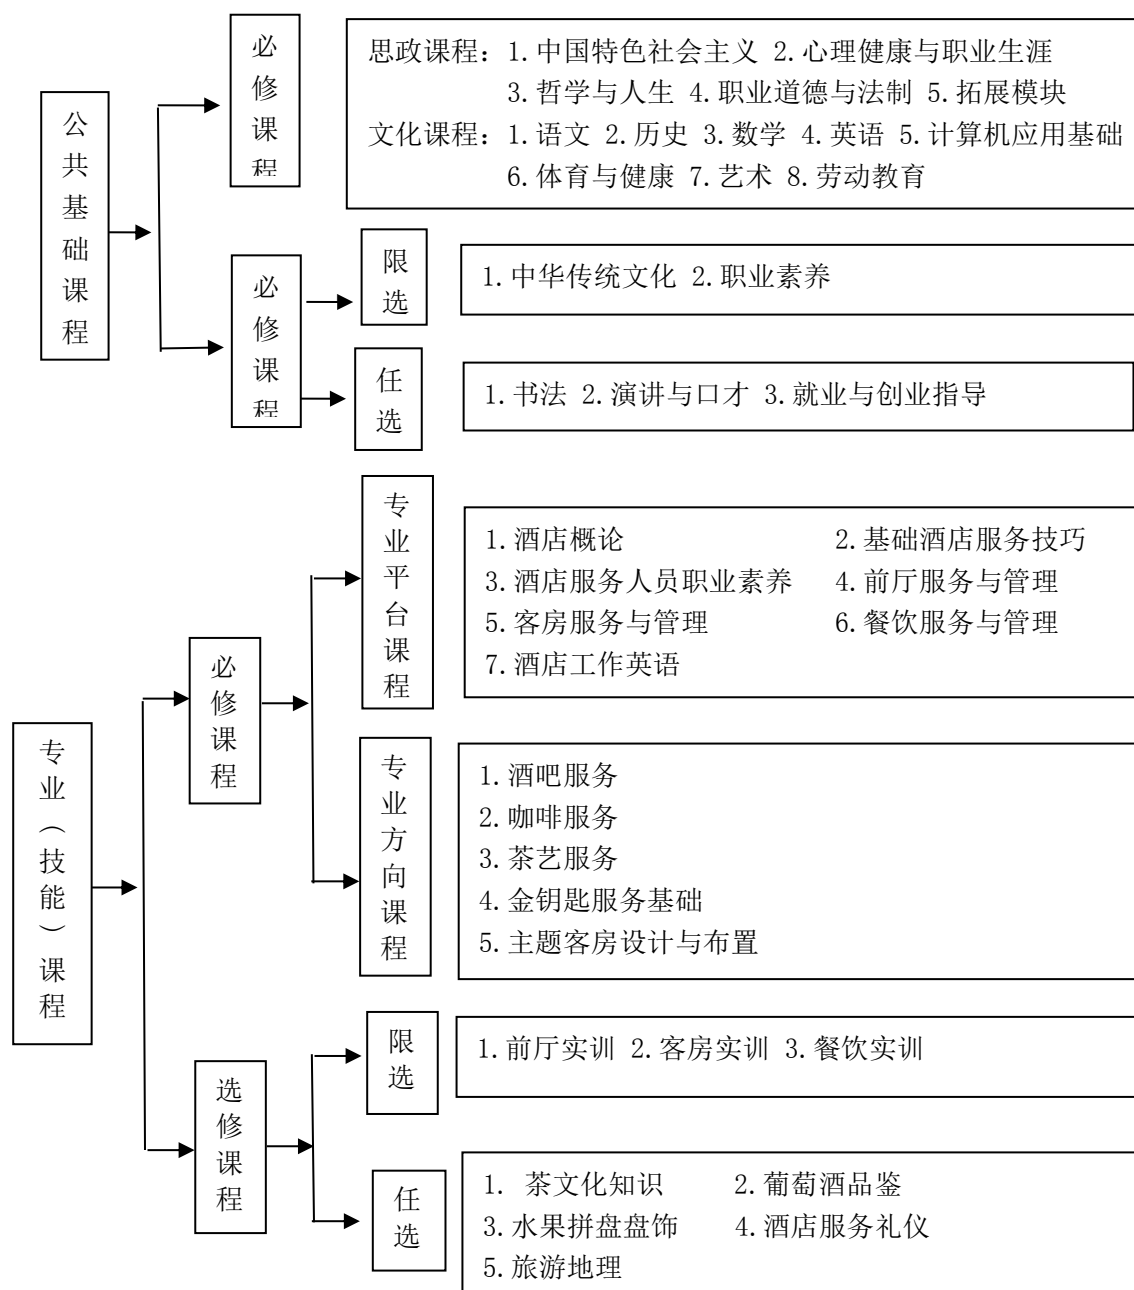 公共基础课程
必修课程
思政课程：1.中国特色社会主义 2.心理健康与职业生涯
3.哲学与人生 4.职业道德与法制 5.拓展模块
文化课程：1.语文 2.历史 3.数学 4.英语 5.计算机应用基础
6.体育与健康 7.艺术 8.劳动教育
必修课程
限选
1.中华传统文化 2.职业素养
任选
1.书法 2.演讲与口才 3.就业与创业指导
专业（技能）课程
必修课程
专业平台课程
1.酒店概论 2.基础酒店服务技巧
3.酒店服务人员职业素养 4.前厅服务与管理
5.客房服务与管理 6.餐饮服务与管理
7.酒店工作英语
专业方向课程
1.酒吧服务
2.咖啡服务
3.茶艺服务
4.金钥匙服务基础
5.主题客房设计与布置
选修课程
限选
1.前厅实训 2.客房实训 3.餐饮实训
任选
1. 茶文化知识 2.葡萄酒品鉴
3.水果拼盘盘饰 4.酒店服务礼仪
5.旅游地理